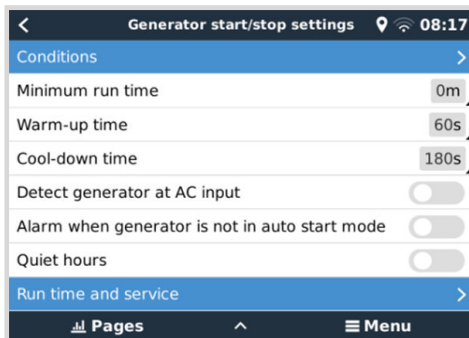 Generator start/stop settings 08:17
Conditions
Minimum run time 0m
Warm-up time 60s
Cool-down time 180s
Detect generator at AC input
Alarm when generator is not in auto start mode
Quiet hours
Run time and service
Pages Menu